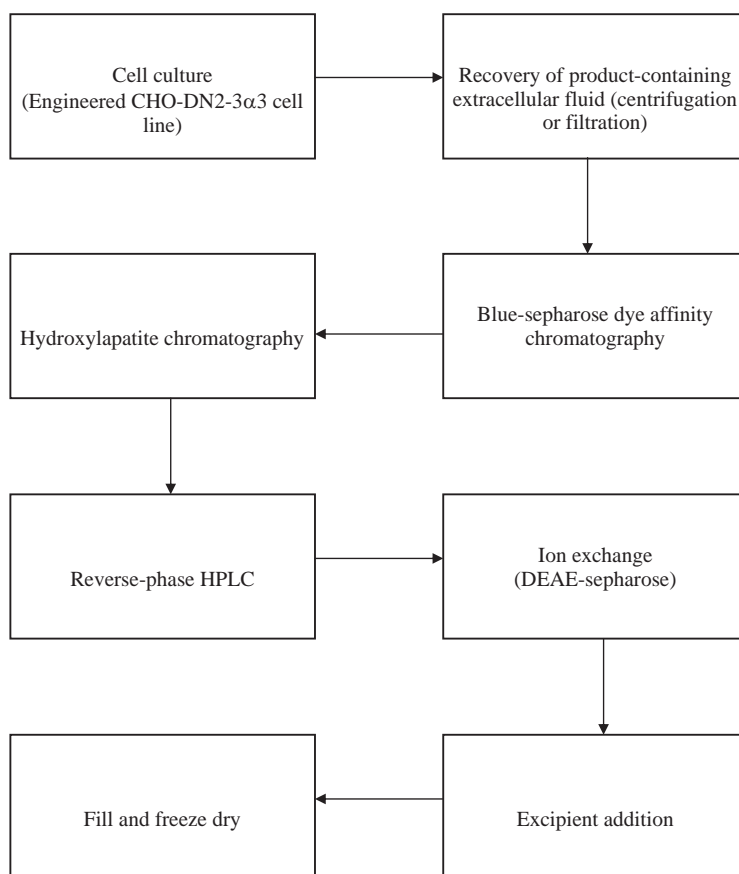 Cell culture
(Engineered CHO-DN2-3α3 cell
line)
Recovery of product-containing
extracellular fluid (centrifugation
or filtration)
Blue-sepharose dye affinity
chromatography
Hydroxylapatite chromatography
Reverse-phase HPLC
Ion exchange
(DEAE-sepharose)
Excipient addition
Fill and freeze dry